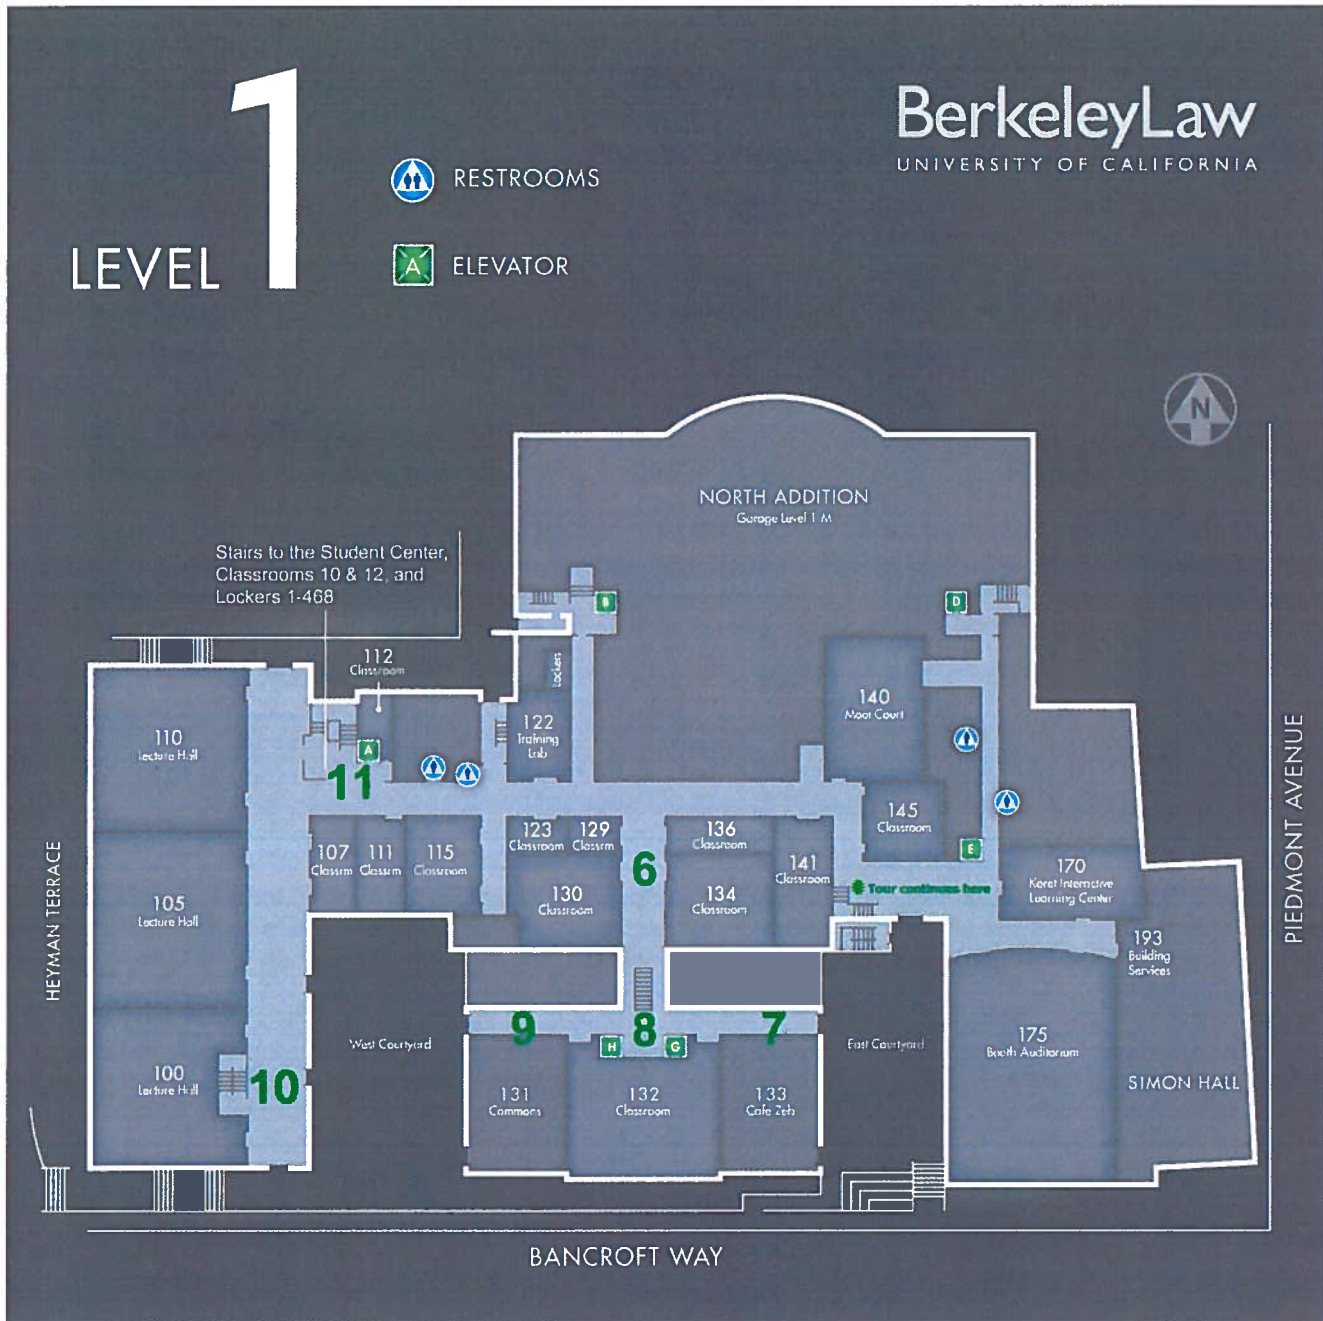 1
LEVEL
RESTROOMS
A
ELEVATOR
BerkeleyLaw
UNIVERSITY OF CALIFORNIA
N
NORTH ADDITION
Garage Level 1 M
Stairs to the Student Center,
Classrooms 10 & 12, and
Lockers 1-468
B
D
112
Classroom
Lockers
140
Moot Court
110
Lecture Hall
122
Training
Lab
A
11
PIEDMONT AVENUE
145
Classroom
107
Classrm
111
Classrm
115
Classroom
123
Classroom
129
Classrm
6
136
Classroom
141
Classroom
E
HEYMAN TERRACE
105
Lecture Hall
130
Classroom
134
Classroom
Tour continues here
170
Koret Interactive
Learning Center
193
Building
Services
9
8
7
West Courtyard
H
G
East Courtyard
175
Booth Auditorium
100
Lecture Hall
10
131
Commons
132
Classroom
133
Cafe Zeb
SIMON HALL
BANCROFT WAY